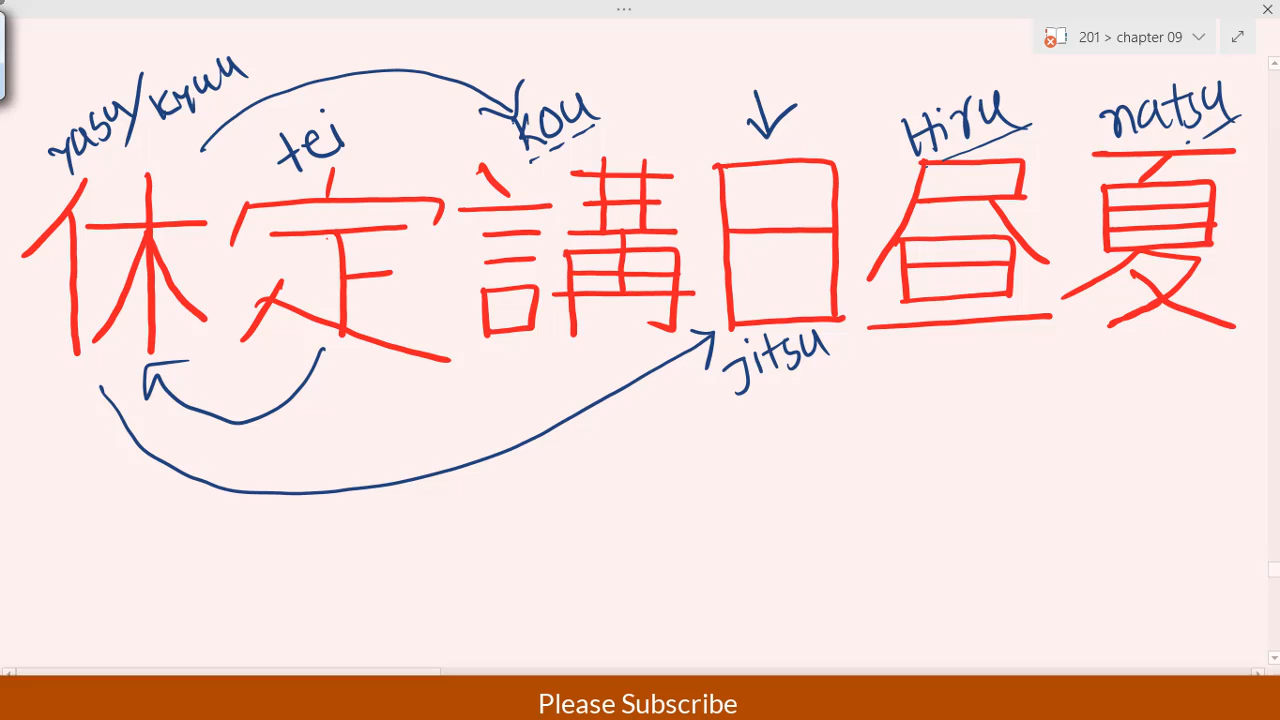 201 > chapter 09
yasu/kyuu tei kou Hiru natsu
休定講日昼夏
jitsu
Please Subscribe